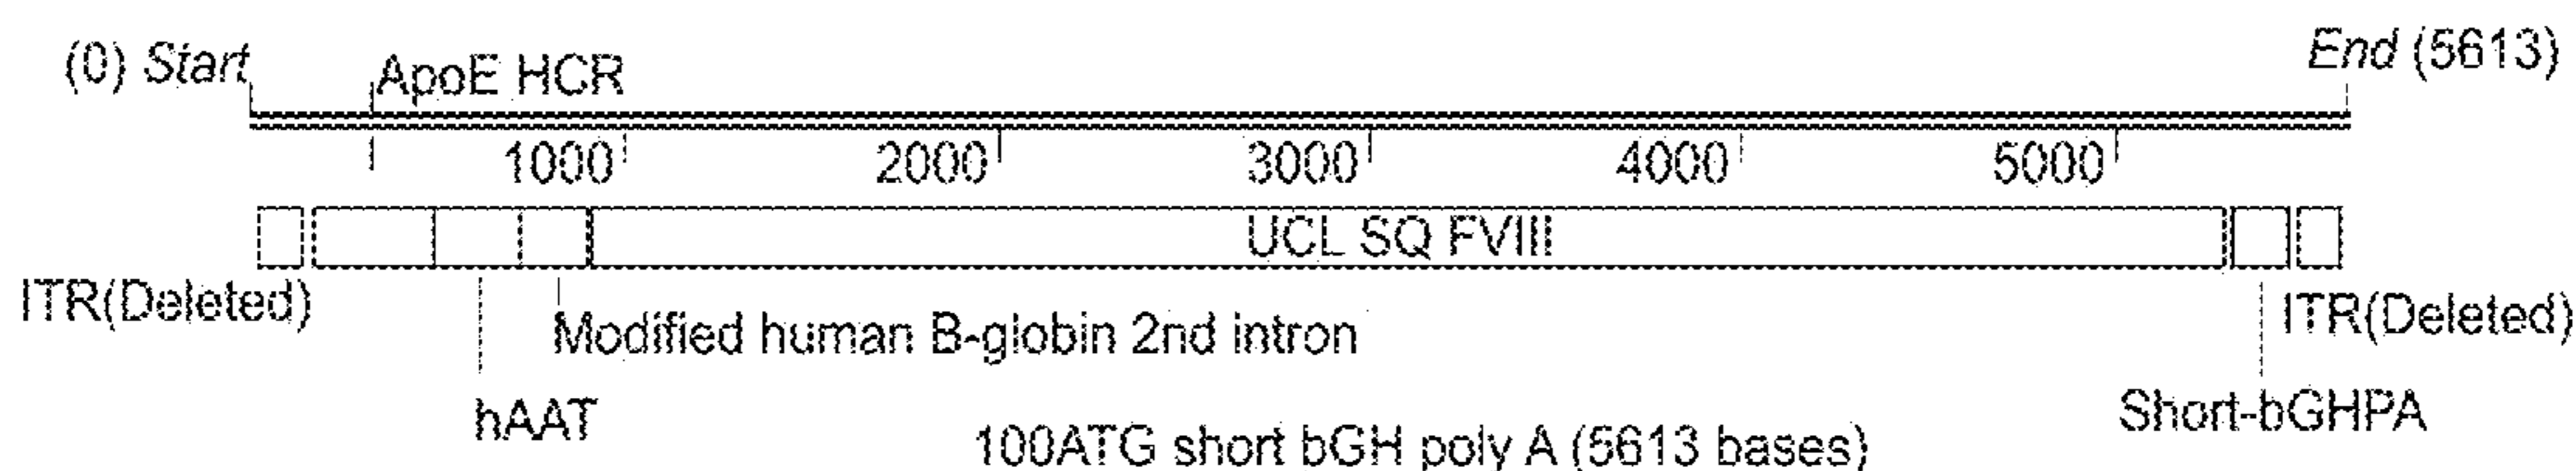 (0) Start ApoE HCR End (5613)
1000 2000 3000 4000 5000
UCL SQ FVIII
ITR(Deleted) Modified human B-globin 2nd intron ITR(Deleted)
hAAT Short-bGHPA
100ATG short bGH poly A (5613 bases)